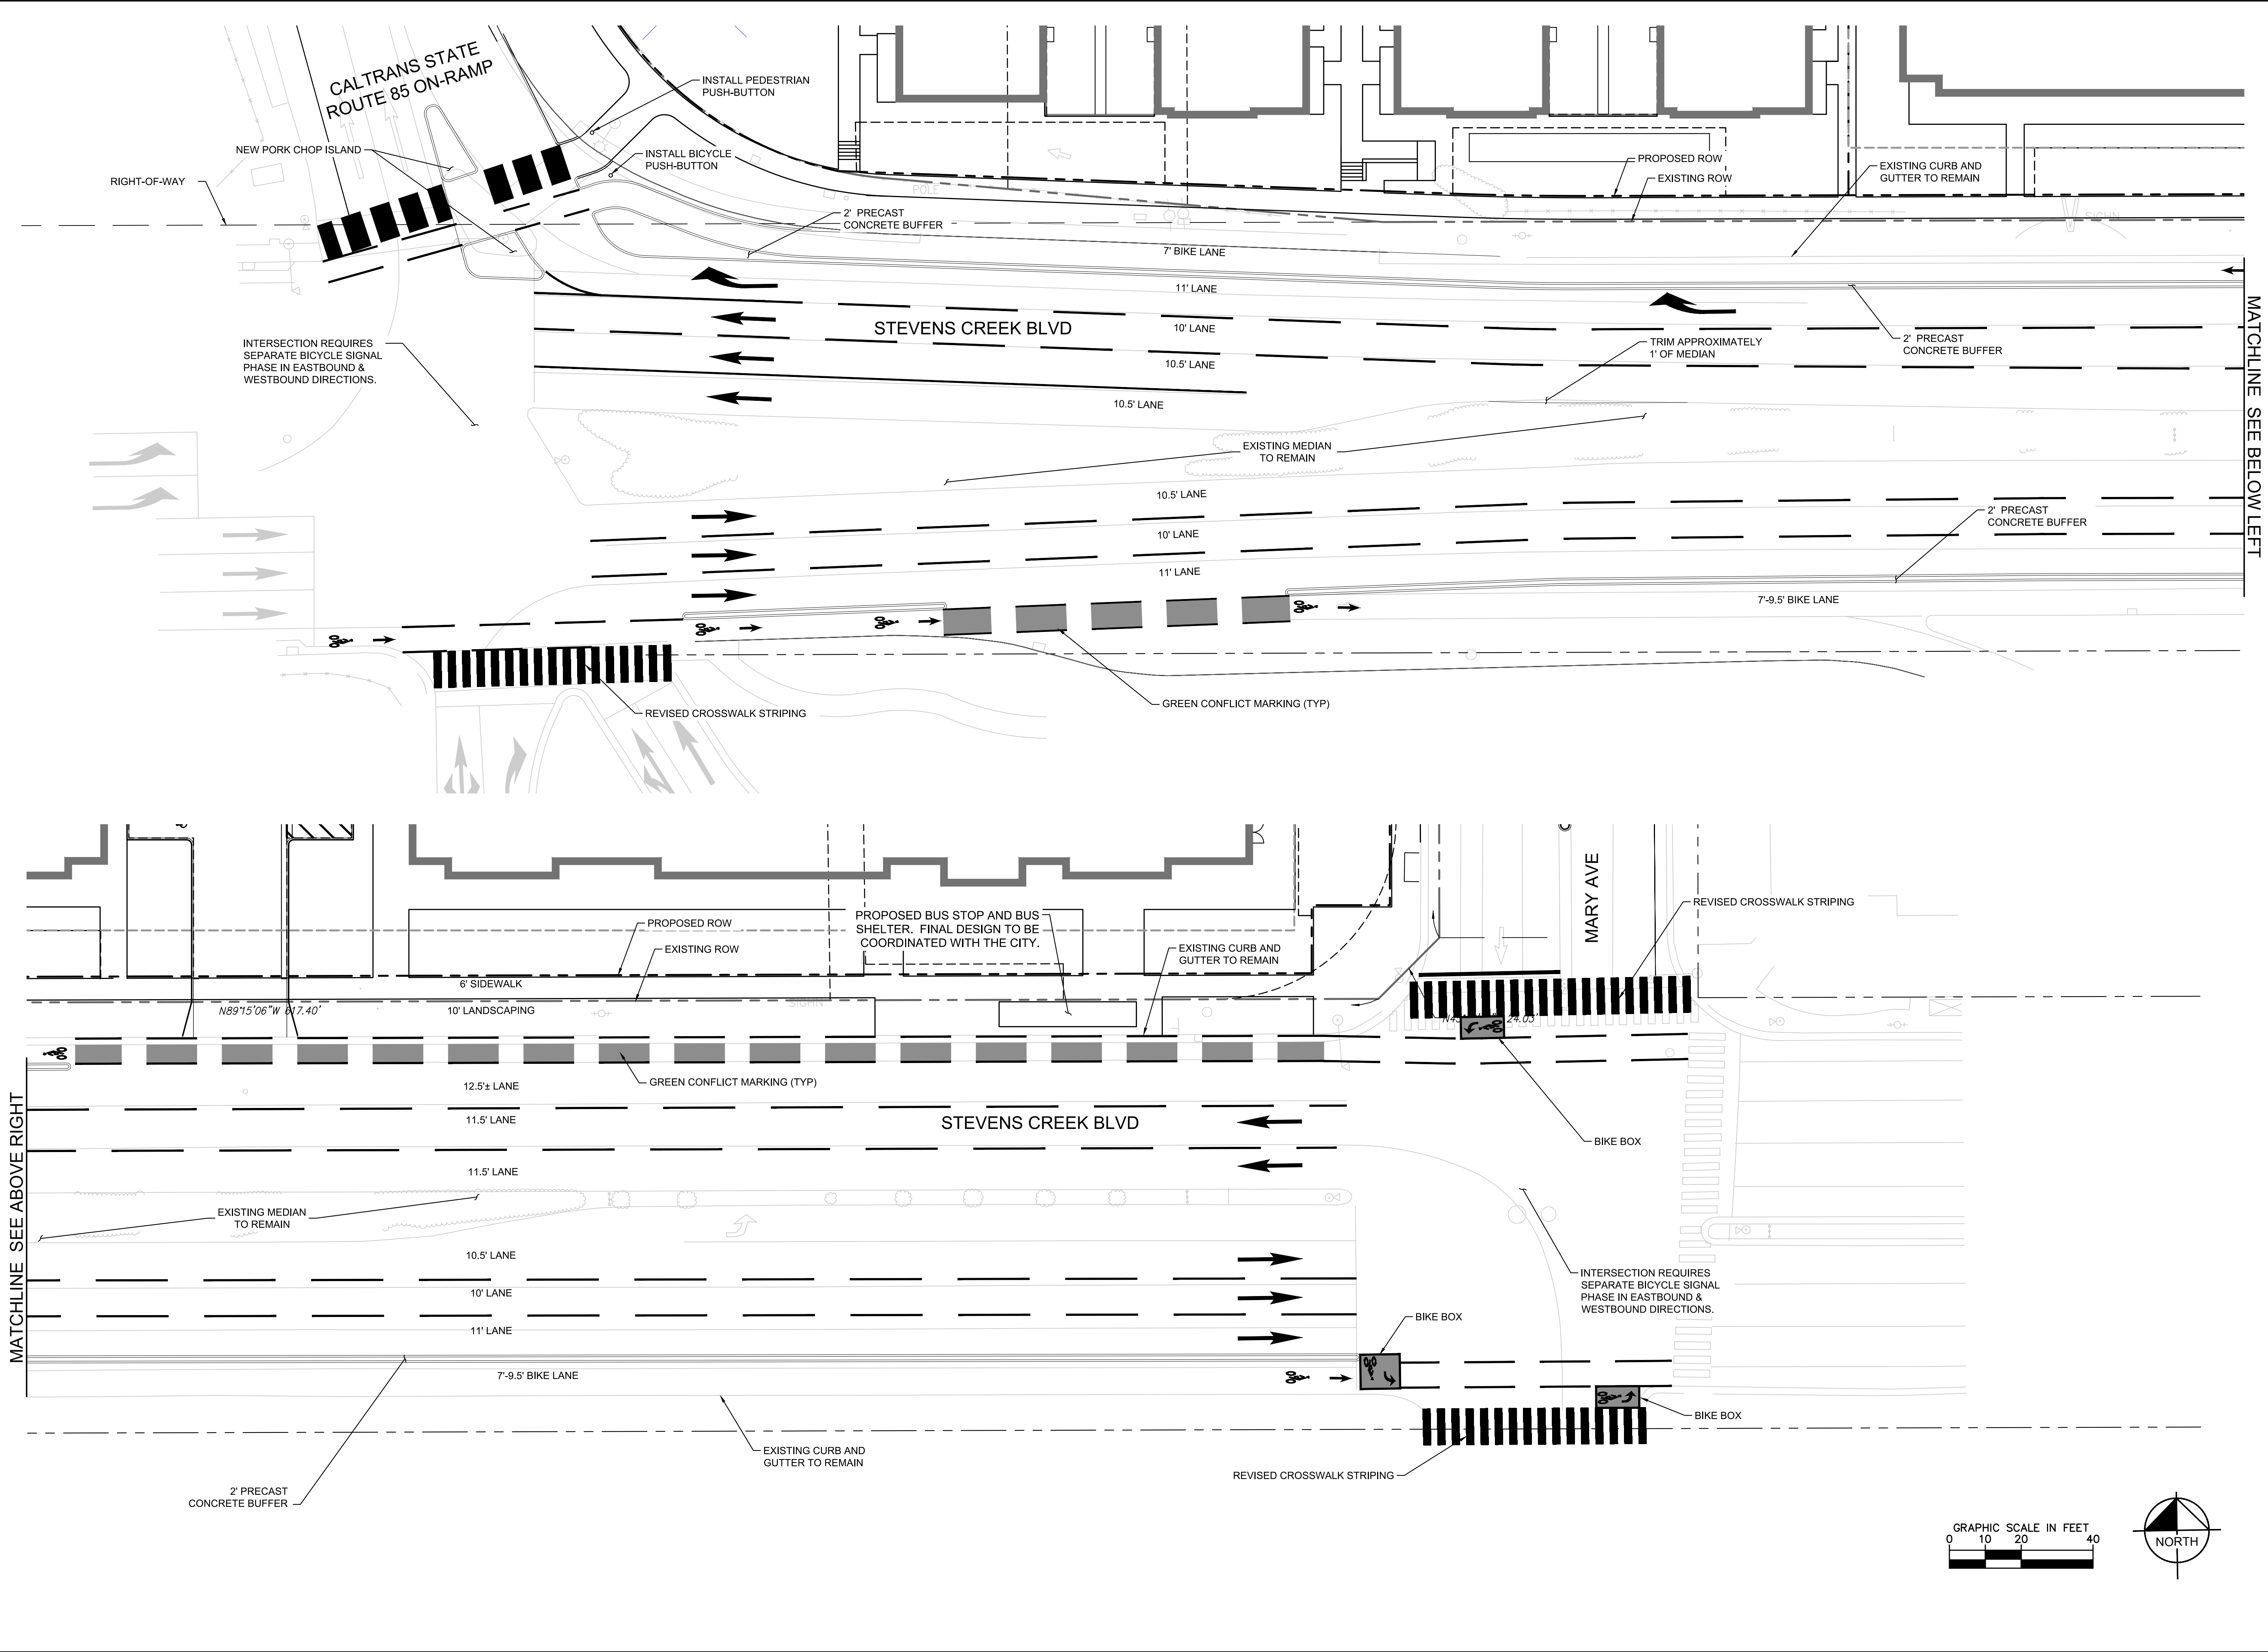 CALTRANS STATE
ROUTE 85 ON-RAMP
INSTALL PEDESTRIAN
PUSH-BUTTON
NEW PORK CHOP ISLAND
INSTALL BICYCLE
PUSH-BUTTON
RIGHT-OF-WAY
PROPOSED ROW
EXISTING ROW
EXISTING CURB AND
GUTTER TO REMAIN
POLE
SIGHN
2' PRECAST
CONCRETE BUFFER
7' BIKE LANE
11' LANE
STEVENS CREEK BLVD
10' LANE
INTERSECTION REQUIRES
SEPARATE BICYCLE SIGNAL
PHASE IN EASTBOUND &
WESTBOUND DIRECTIONS.
TRIM APPROXIMATELY
1' OF MEDIAN
2' PRECAST
CONCRETE BUFFER
10.5' LANE
10.5' LANE
MATCHLINE SEE BELOW LEFT
EXISTING MEDIAN
TO REMAIN
10.5' LANE
10' LANE
2' PRECAST
CONCRETE BUFFER
11' LANE
7'-9.5' BIKE LANE
REVISED CROSSWALK STRIPING
GREEN CONFLICT MARKING (TYP)
MARY AVE
REVISED CROSSWALK STRIPING
PROPOSED ROW
PROPOSED BUS STOP AND BUS
SHELTER. FINAL DESIGN TO BE
COORDINATED WITH THE CITY.
EXISTING ROW
EXISTING CURB AND
GUTTER TO REMAIN
6' SIDEWALK
SIGHN
N89°15'06"W 617.40'
10' LANDSCAPING
24.03'
12.5'± LANE
GREEN CONFLICT MARKING (TYP)
11.5' LANE
STEVENS CREEK BLVD
BIKE BOX
11.5' LANE
MATCHLINE SEE ABOVE RIGHT
EXISTING MEDIAN
TO REMAIN
10.5' LANE
INTERSECTION REQUIRES
SEPARATE BICYCLE SIGNAL
PHASE IN EASTBOUND &
WESTBOUND DIRECTIONS.
10' LANE
BIKE BOX
11' LANE
7'-9.5' BIKE LANE
BIKE BOX
EXISTING CURB AND
GUTTER TO REMAIN
REVISED CROSSWALK STRIPING
2' PRECAST
CONCRETE BUFFER
GRAPHIC SCALE IN FEET
0 10 20 40
NORTH